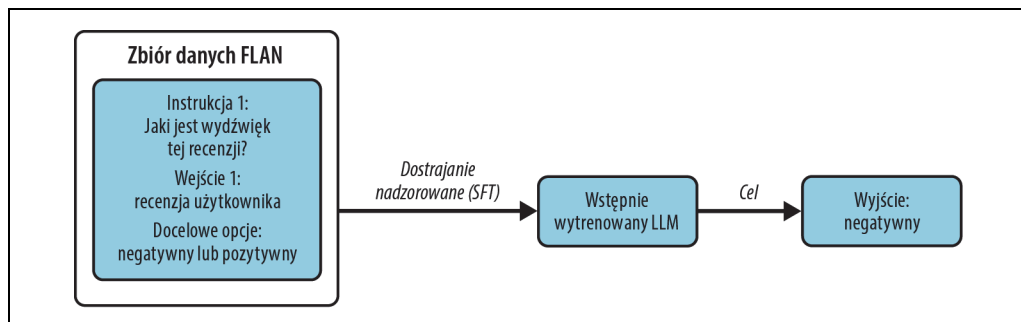 Zbiór danych FLAN
Instrukcja 1:
Jaki jest wydźwięk
tej recenzji?
Wejście 1:
recenzja użytkownika
Docelowe opcje:
negatywny lub pozytywny
Dostrajanie
nadzorowane (SFT)
Wstępnie
wytrenowany LLM
Cel
Wyjście:
negatywny